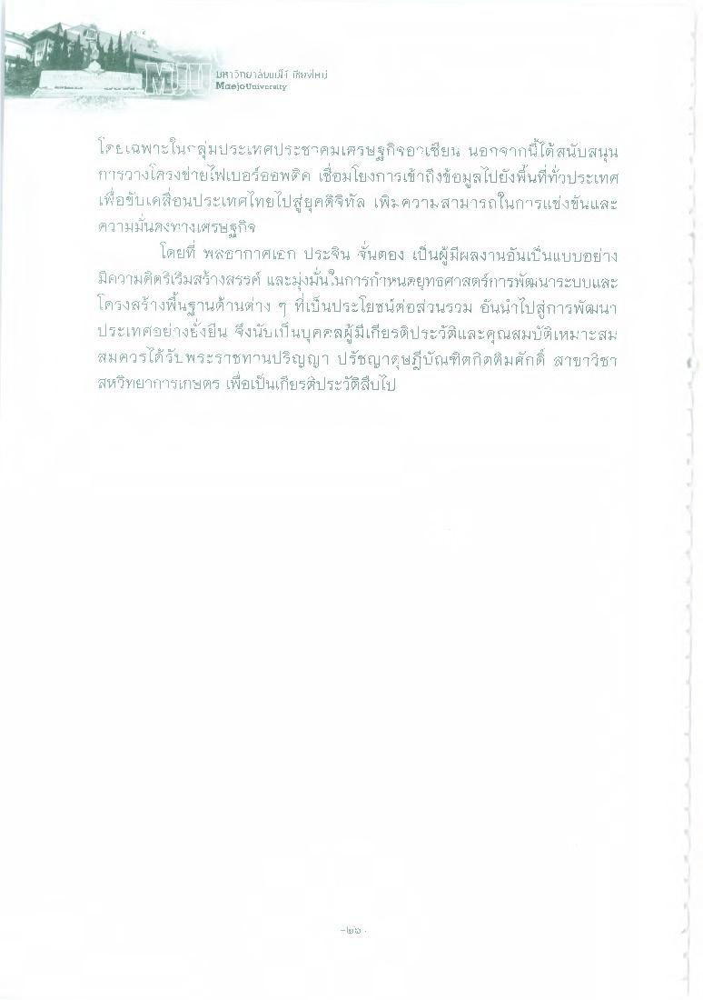 MJU
มหาวิทยาลัยแม่โจ้ เชียงใหม่
Maejo University
โดยเฉพาะในกลุ่มประเทศประชาคมเศรษฐกิจอาเซียน นอกจากนี้ได้สนับสนุน
การวางโครงข่ายไฟเบอร์ออพติค เชื่อมโยงการเข้าถึงข้อมูลไปยังพื้นที่ทั่วประเทศ
เพื่อขับเคลื่อนประเทศไทยไปสู่ยุคดิจิทัล เพิ่มความสามารถในการแข่งขันและ
ความมั่นคงทางเศรษฐกิจ
โดยที่ พลอากาศเอก ประจิน จั่นตอง เป็นผู้มีผลงานอันเป็นแบบอย่าง
มีความคิดริเริ่มสร้างสรรค์ และมุ่งมั่นในการกำหนดยุทธศาสตร์การพัฒนาระบบและ
โครงสร้างพื้นฐานด้านต่าง ๆ ที่เป็นประโยชน์ต่อส่วนรวม อันนำไปสู่การพัฒนา
ประเทศอย่างยั่งยืน จึงนับเป็นบุคคลผู้มีเกียรติประวัติและคุณสมบัติเหมาะสม
สมควรได้รับพระราชทานปริญญา ปรัชญาดุษฎีบัณฑิตกิตติมศักดิ์ สาขาวิชา
สหวิทยาการเกษตร เพื่อเป็นเกียรติประวัติสืบไป
-๒๖-